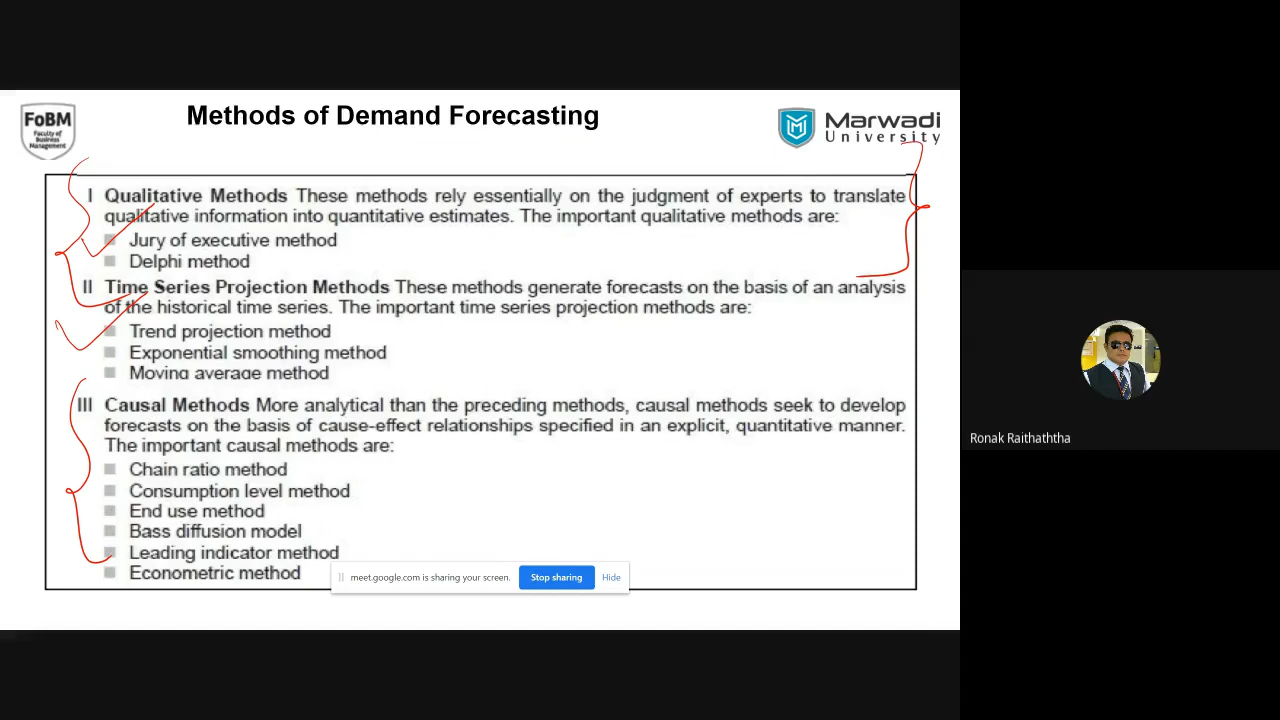 FoBM
Faculty of
Business
Management
Methods of Demand Forecasting
Marwadi
University
I Qualitative Methods These methods rely essentially on the judgment of experts to translate
qualitative information into quantitative estimates. The important qualitative methods are:
Jury of executive method
Delphi method
II Time Series Projection Methods These methods generate forecasts on the basis of an analysis
of the historical time series. The important time series projection methods are:
Trend projection method
Exponential smoothing method
Moving average method
III Causal Methods More analytical than the preceding methods, causal methods seek to develop
forecasts on the basis of cause-effect relationships specified in an explicit, quantitative manner.
The important causal methods are:
Chain ratio method
Consumption level method
End use method
Bass diffusion model
Leading indicator method
Econometric method
meet.google.com is sharing your screen. Stop sharing Hide
Ronak Raithaththa